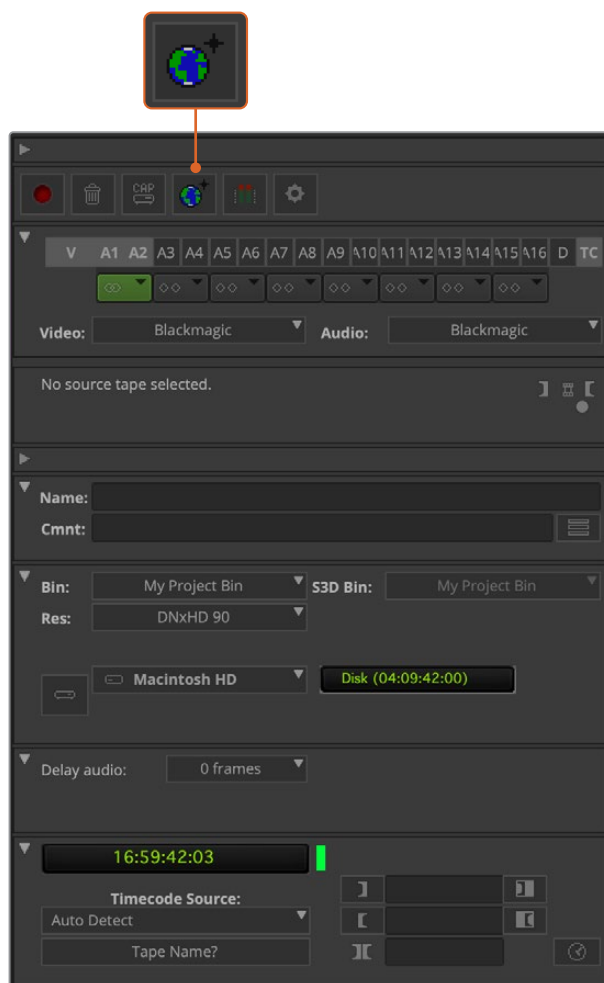 CAP
V A1 A2 A3 A4 A5 A6 A7 A8 A9 A10 A11 A12 A13 A14 A15 A16 D TC
Video: Blackmagic Audio: Blackmagic
No source tape selected.
Name:
Cmnt:
Bin: My Project Bin S3D Bin: My Project Bin
Res: DNxHD 90
Macintosh HD Disk (04:09:42:00)
Delay audio: 0 frames
16:59:42:03
Timecode Source:
Auto Detect
Tape Name?